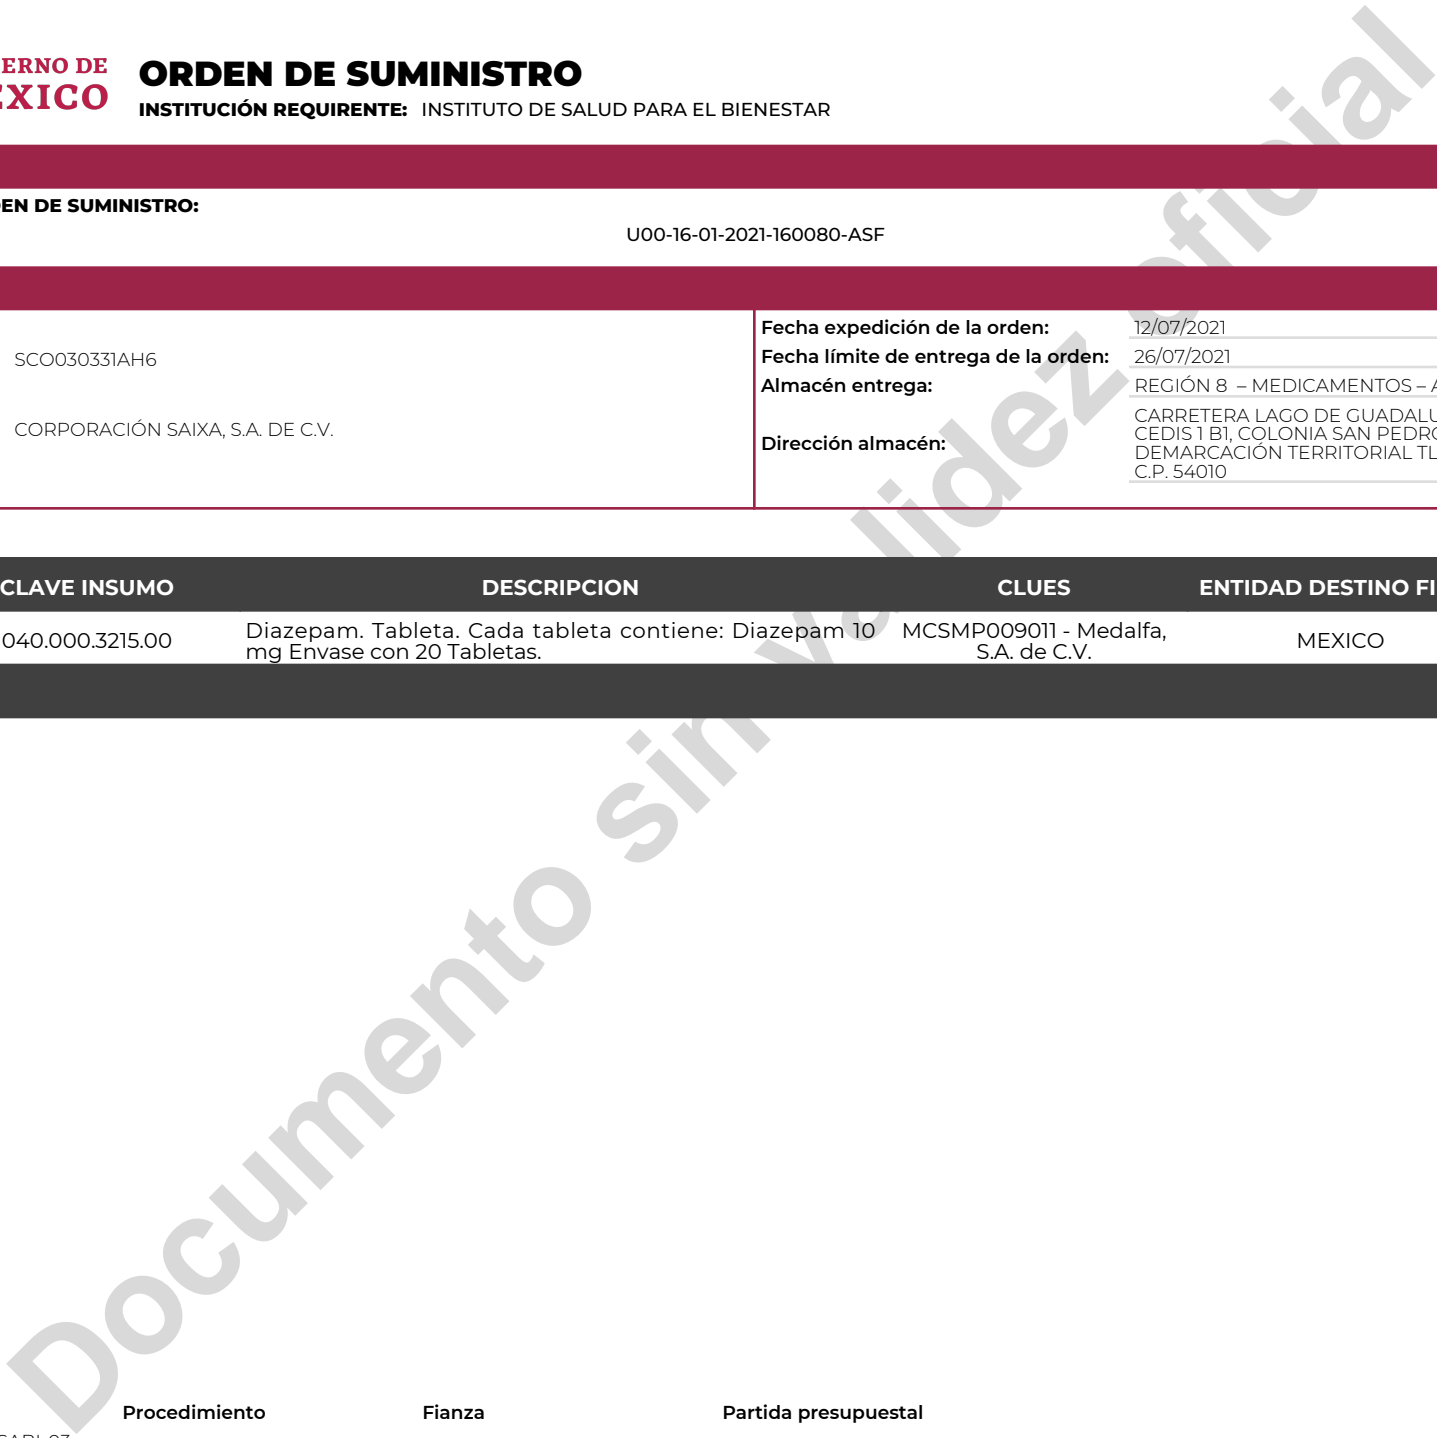 ERNO DE
EXICO
ORDEN DE SUMINISTRO
INSTITUCIÓN REQUIRENTE: INSTITUTO DE SALUD PARA EL BIENESTAR
EN DE SUMINISTRO:
U00-16-01-2021-160080-ASF
SCO030331AH6
CORPORACIÓN SAIXA, S.A. DE C.V.
Fecha expedición de la orden: 12/07/2021
Fecha límite de entrega de la orden: 26/07/2021
Almacén entrega: REGIÓN 8 – MEDICAMENTOS – A
Dirección almacén:
CARRETERA LAGO DE GUADALU
CEDIS 1 B1, COLONIA SAN PEDRO
DEMARCACIÓN TERRITORIAL TL
C.P. 54010
CLAVE INSUMO DESCRIPCION CLUES ENTIDAD DESTINO FI
040.000.3215.00
Diazepam. Tableta. Cada tableta contiene: Diazepam 10
mg Envase con 20 Tabletas.
MCSMP009011 - Medalfa,
S.A. de C.V.
MEXICO
Documento sin validez oficial
Procedimiento Fianza Partida presupuestal